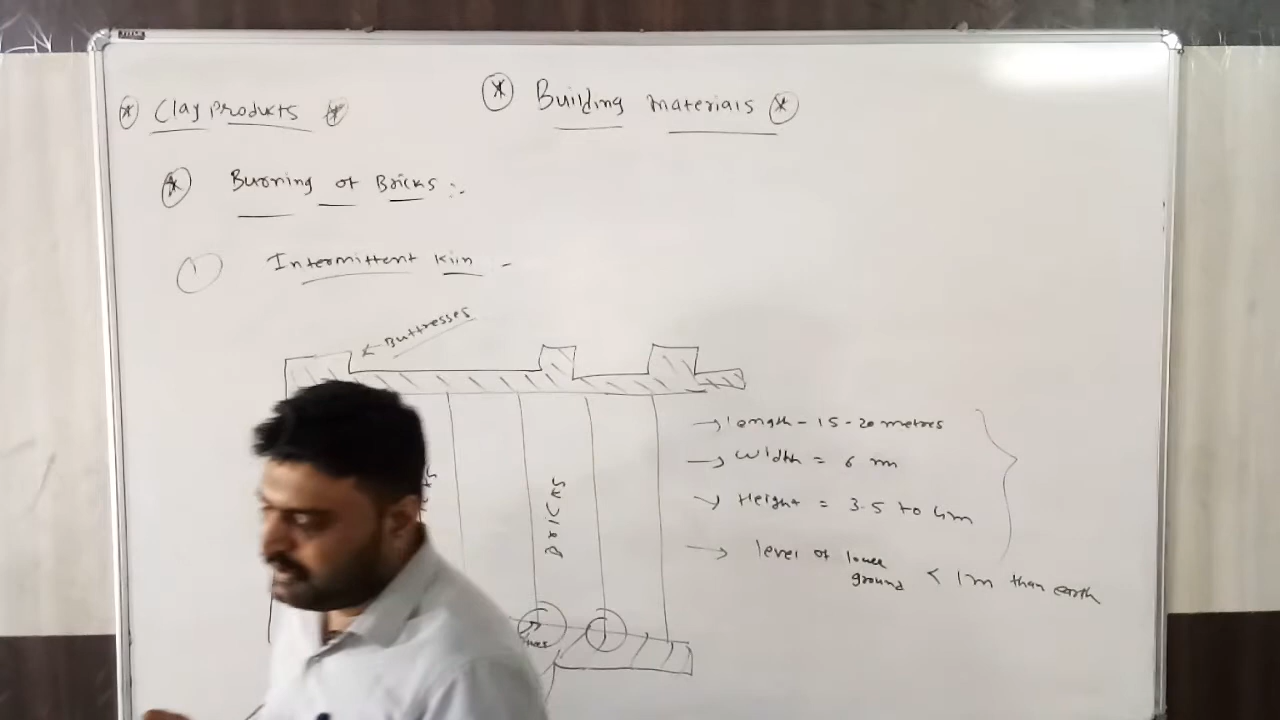 * Building materials *
* Clay products *
* Burning of Bricks :-
1 Intermittent kiln -
← Buttresses
→ Length - 15 - 20 metres
→ Width = 6 m
→ Height = 3.5 to 4m
→ level of lower ground < 1m than earth
Bricks